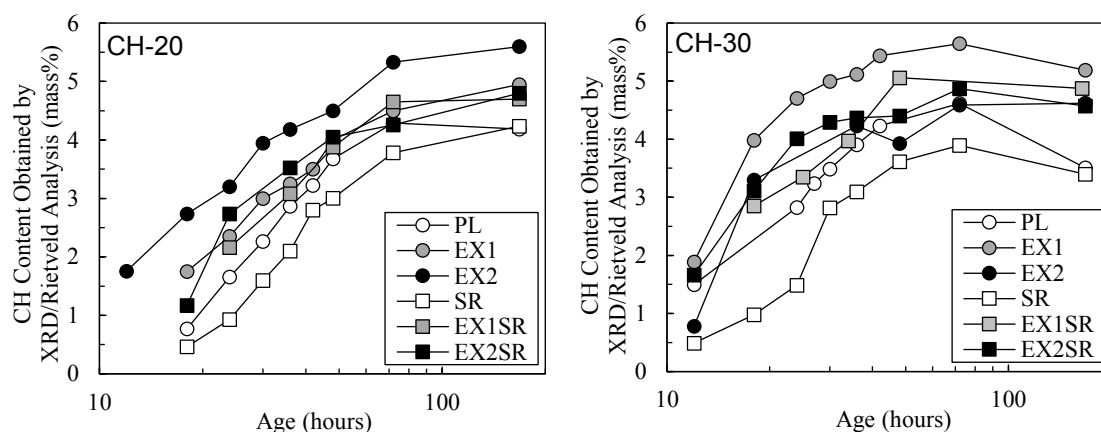 CH-20
CH Content Obtained by
XRD/Rietveld Analysis (mass%)
6
5
4
3
2
1
0
10
100
Age (hours)
PL
EX1
EX2
SR
EX1SR
EX2SR
CH-30
CH Content Obtained by
XRD/Rietveld Analysis (mass%)
6
5
4
3
2
1
0
10
100
Age (hours)
PL
EX1
EX2
SR
EX1SR
EX2SR